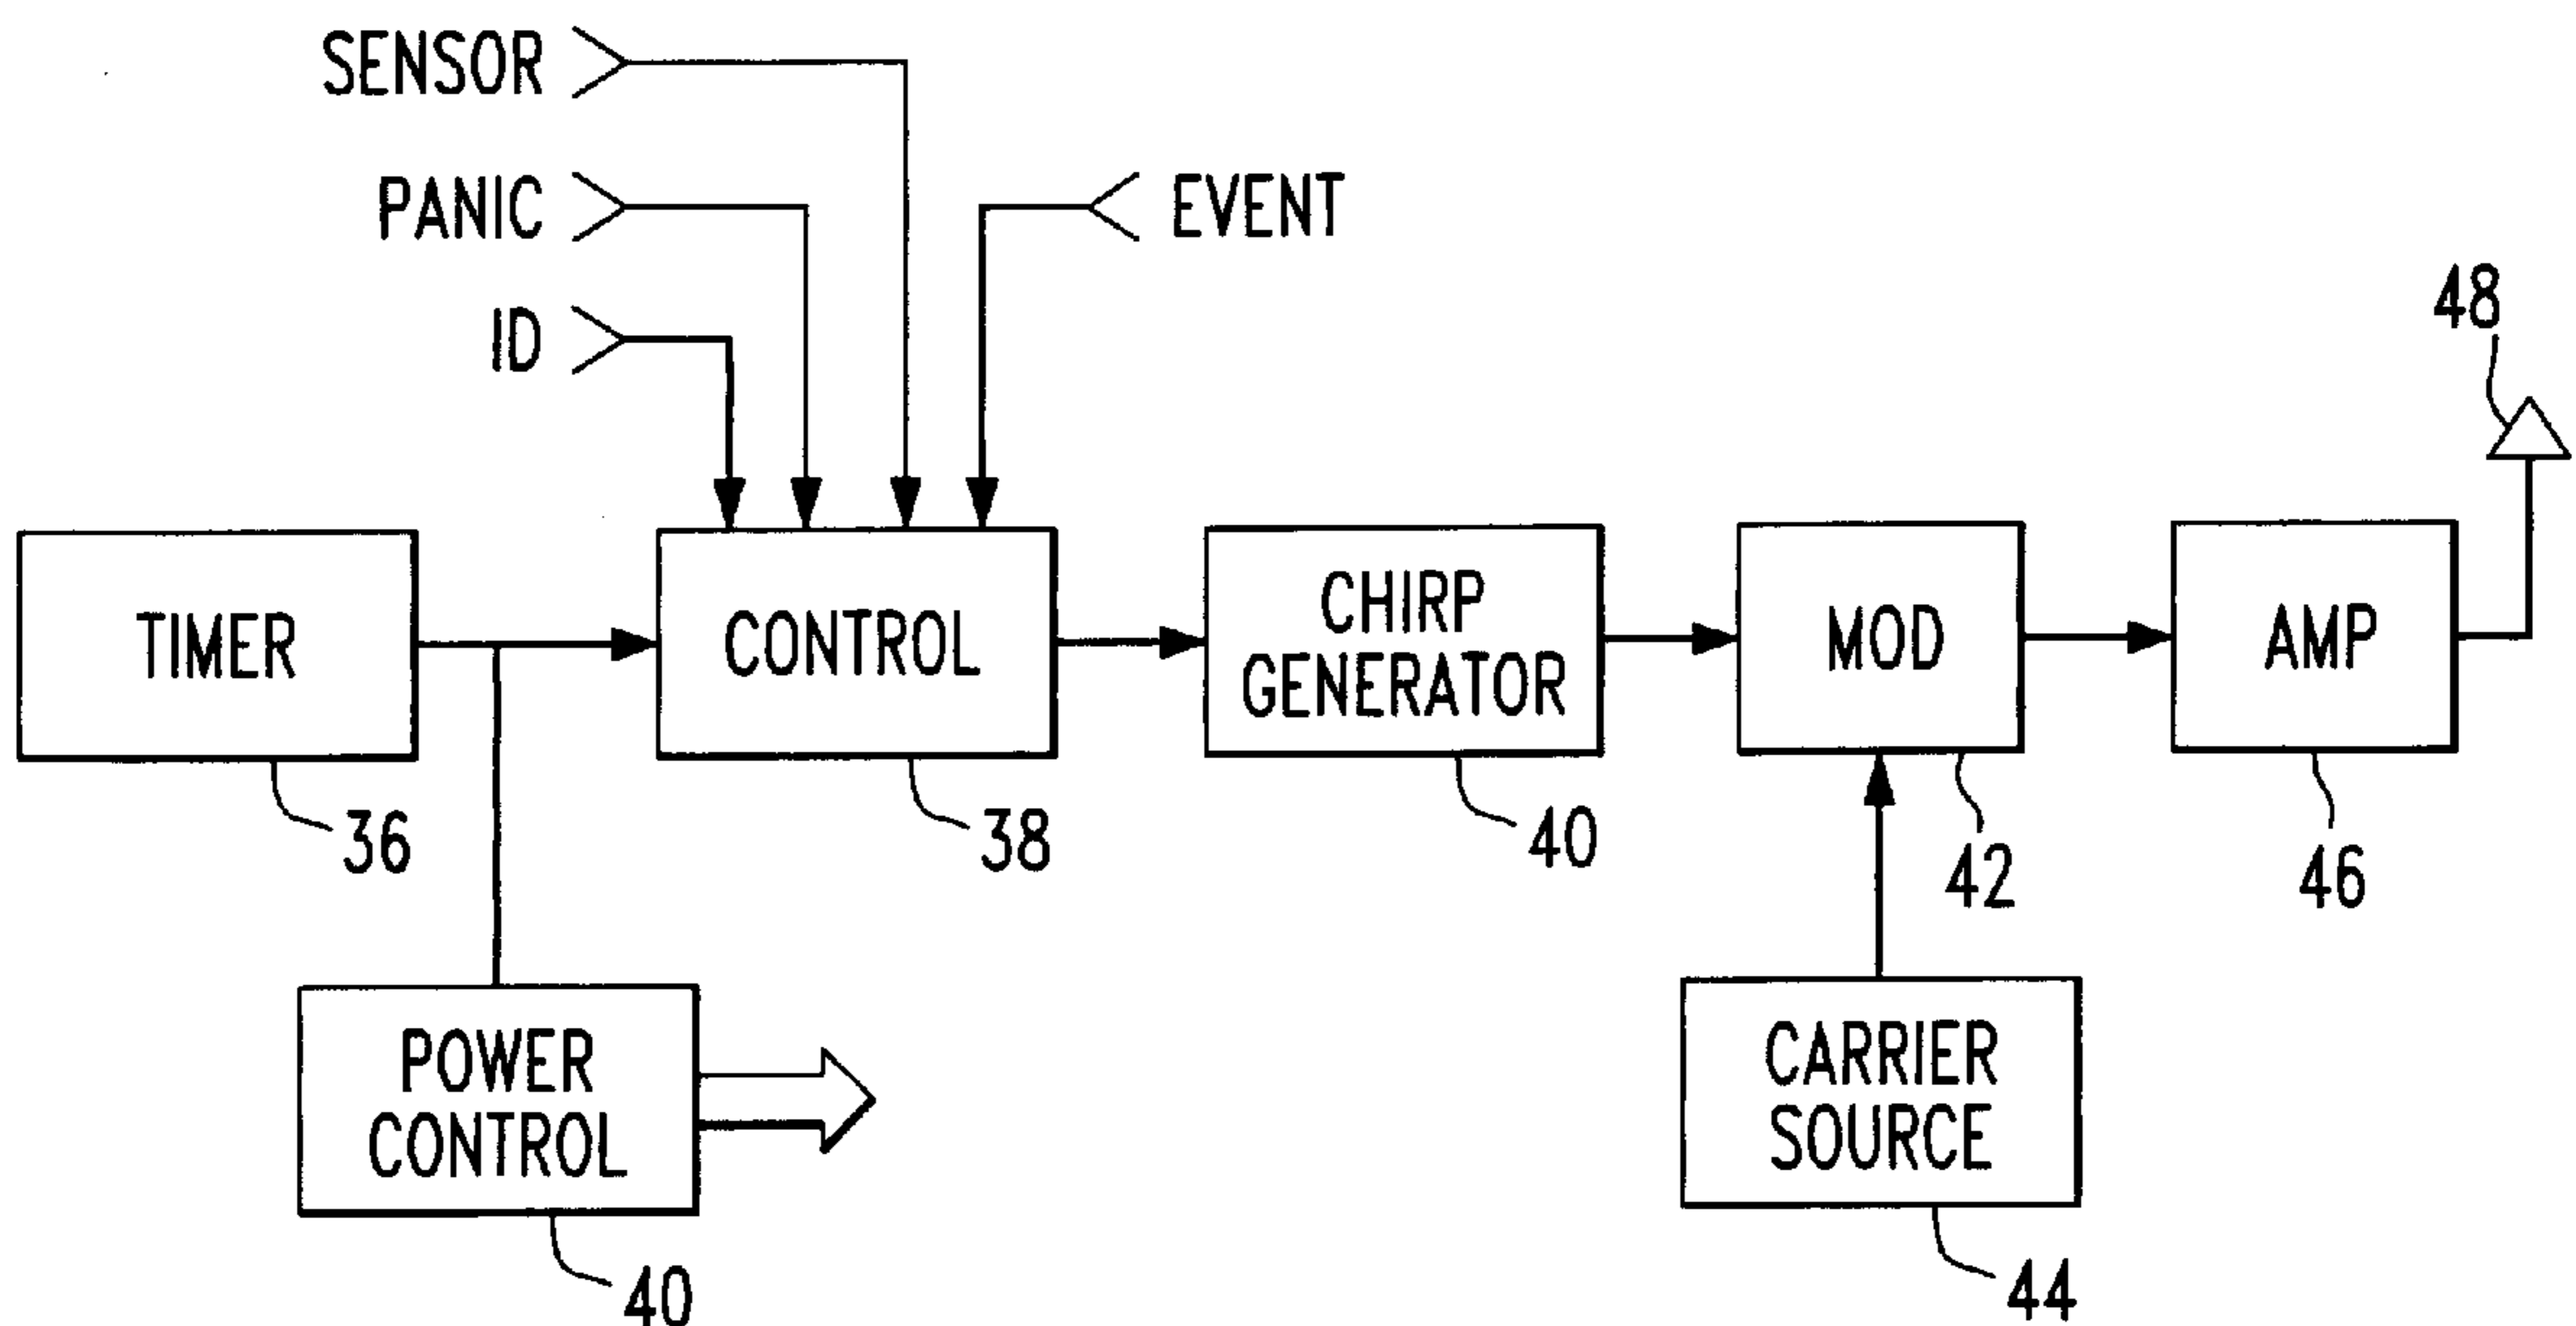 SENSOR
PANIC
EVENT
ID
48
TIMER
CONTROL
CHIRP
GENERATOR
MOD
AMP
36
38
40
42
46
POWER
CONTROL
CARRIER
SOURCE
40
44